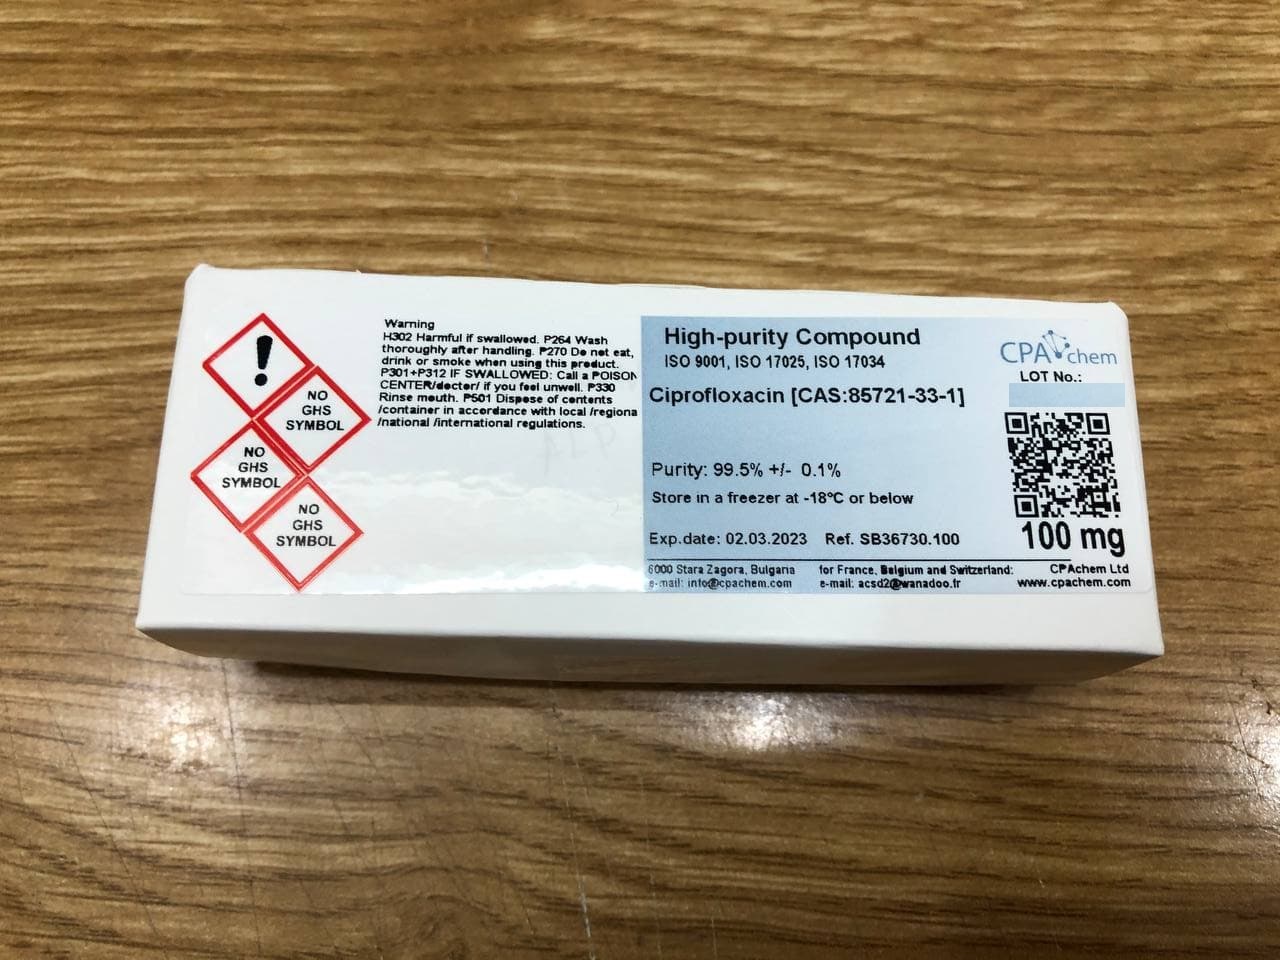 !
NO
GHS
SYMBOL
NO
GHS
SYMBOL
NO
GHS
SYMBOL
Warning
H302 Harmful if swallowed. P264 Wash
thoroughly after handling. P270 Do not eat,
drink or smoke when using this product.
P301+P312 IF SWALLOWED: Call a POISON
CENTER/doctor/ if you feel unwell. P330
Rinse mouth. P501 Dispose of contents
/container in accordance with local /regiona
/national /international regulations.
High-purity Compound
ISO 9001, ISO 17025, ISO 17034
Ciprofloxacin [CAS:85721-33-1]
Purity: 99.5% +/- 0.1%
Store in a freezer at -18°C or below
Exp.date: 02.03.2023 Ref. SB36730.100
6000 Stara Zagora, Bulgaria
e-mail: info@cpachem.com
for France, Belgium and Switzerland:
e-mail: acsd2@wanadoo.fr
CPAchem
LOT No.:
100 mg
CPAchem Ltd
www.cpachem.com